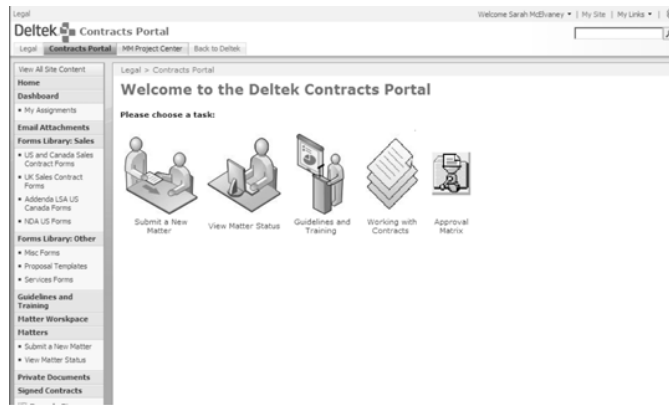 Legal
Welcome Sarah McElvaney ▾ | My Site | My Links ▾ |
Deltek Contracts Portal
Legal Contracts Portal MM Project Center Back to Deltek
View All Site Content
Home
Dashboard
▪ My Assignments
Email Attachments
Forms Library: Sales
▪ US and Canada Sales
Contract Forms
▪ UK Sales Contract
Forms
▪ Addenda LSA US
Canada Forms
▪ NDA US Forms
Forms Library: Other
▪ Misc Forms
▪ Proposal Templates
▪ Services Forms
Guidelines and
Training
Matter Worskpace
Matters
▪ Submit a New Matter
▪ View Matter Status
Private Documents
Signed Contracts
Legal > Contracts Portal
Welcome to the Deltek Contracts Portal
Please choose a task:
Submit a New
Matter
View Matter Status
Guidelines and
Training
Working with
Contracts
Approval
Matrix